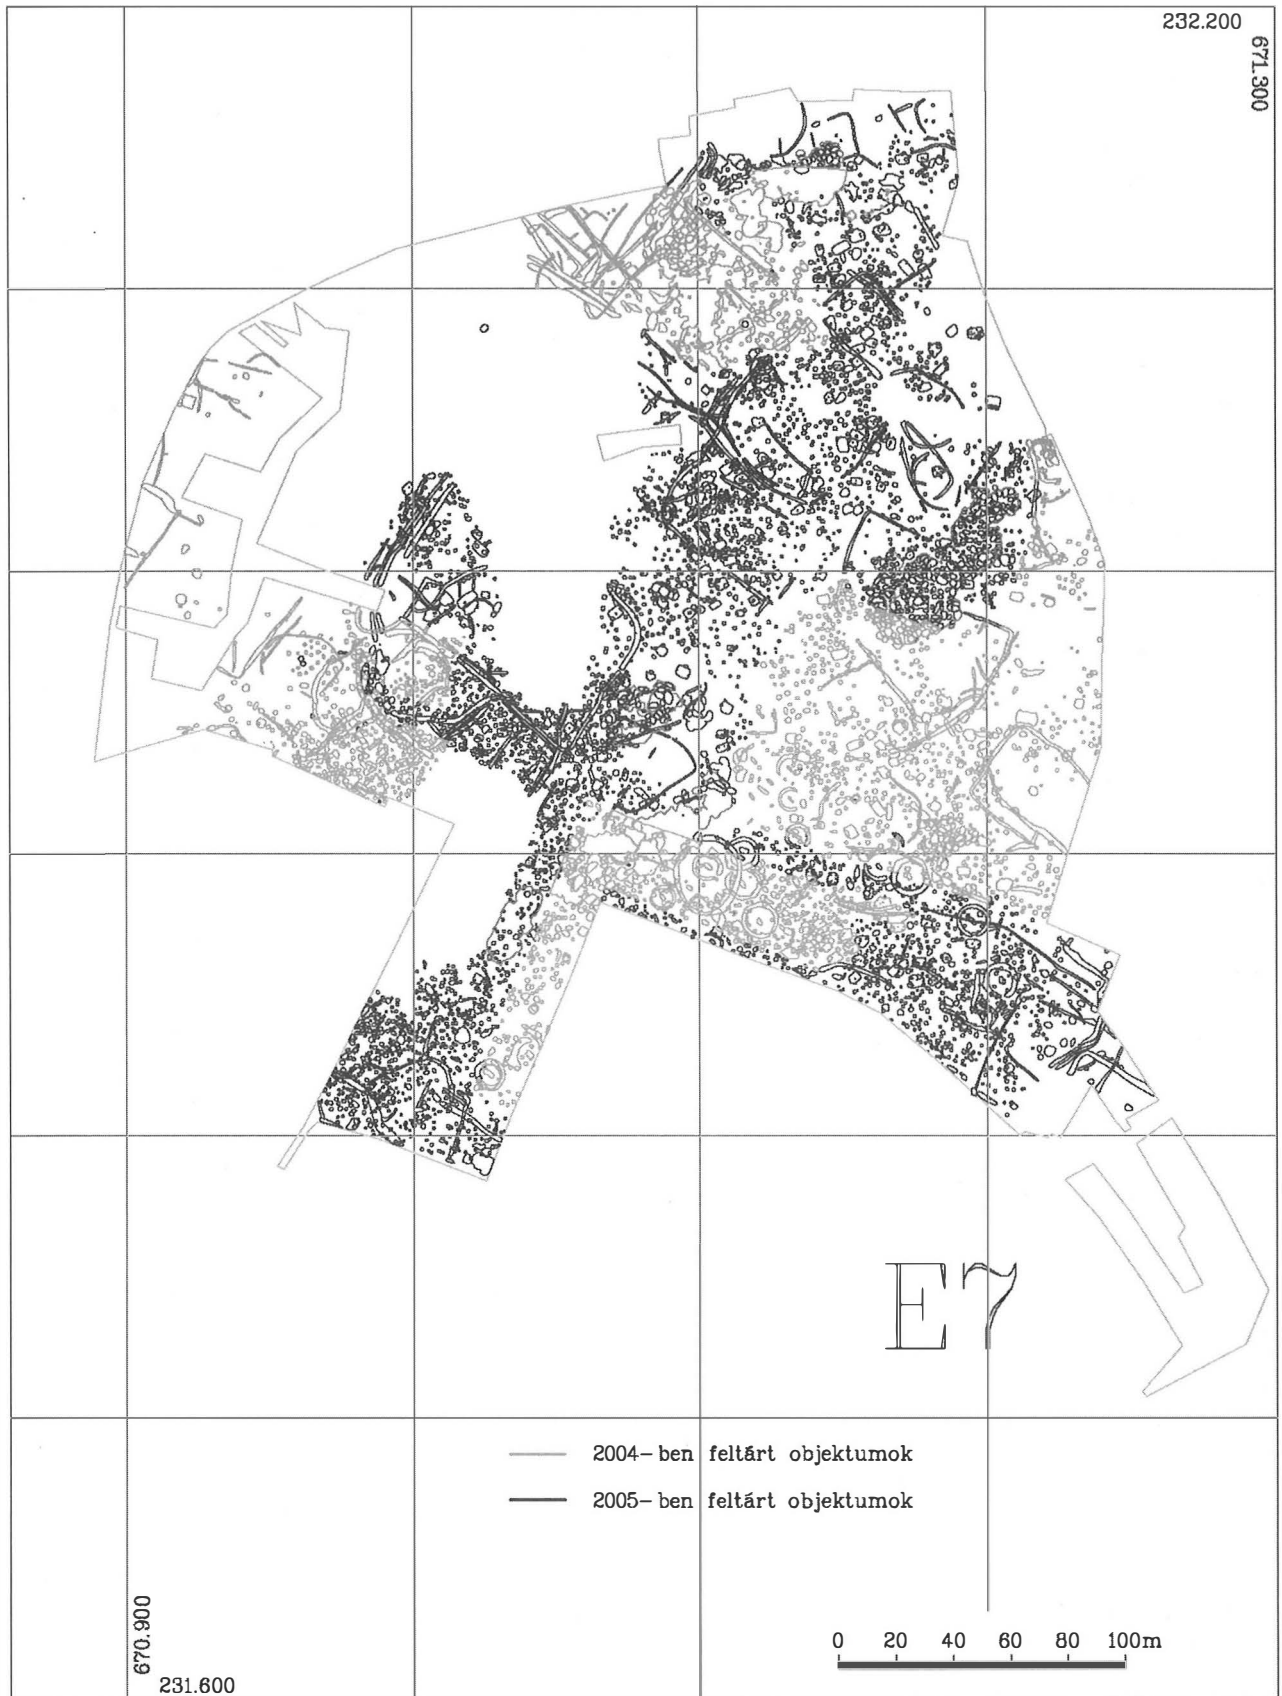 232.200
671.300
E7
2004-ben feltárt objektumok
2005-ben feltárt objektumok
670.900
231.600
0 20 40 60 80 100m